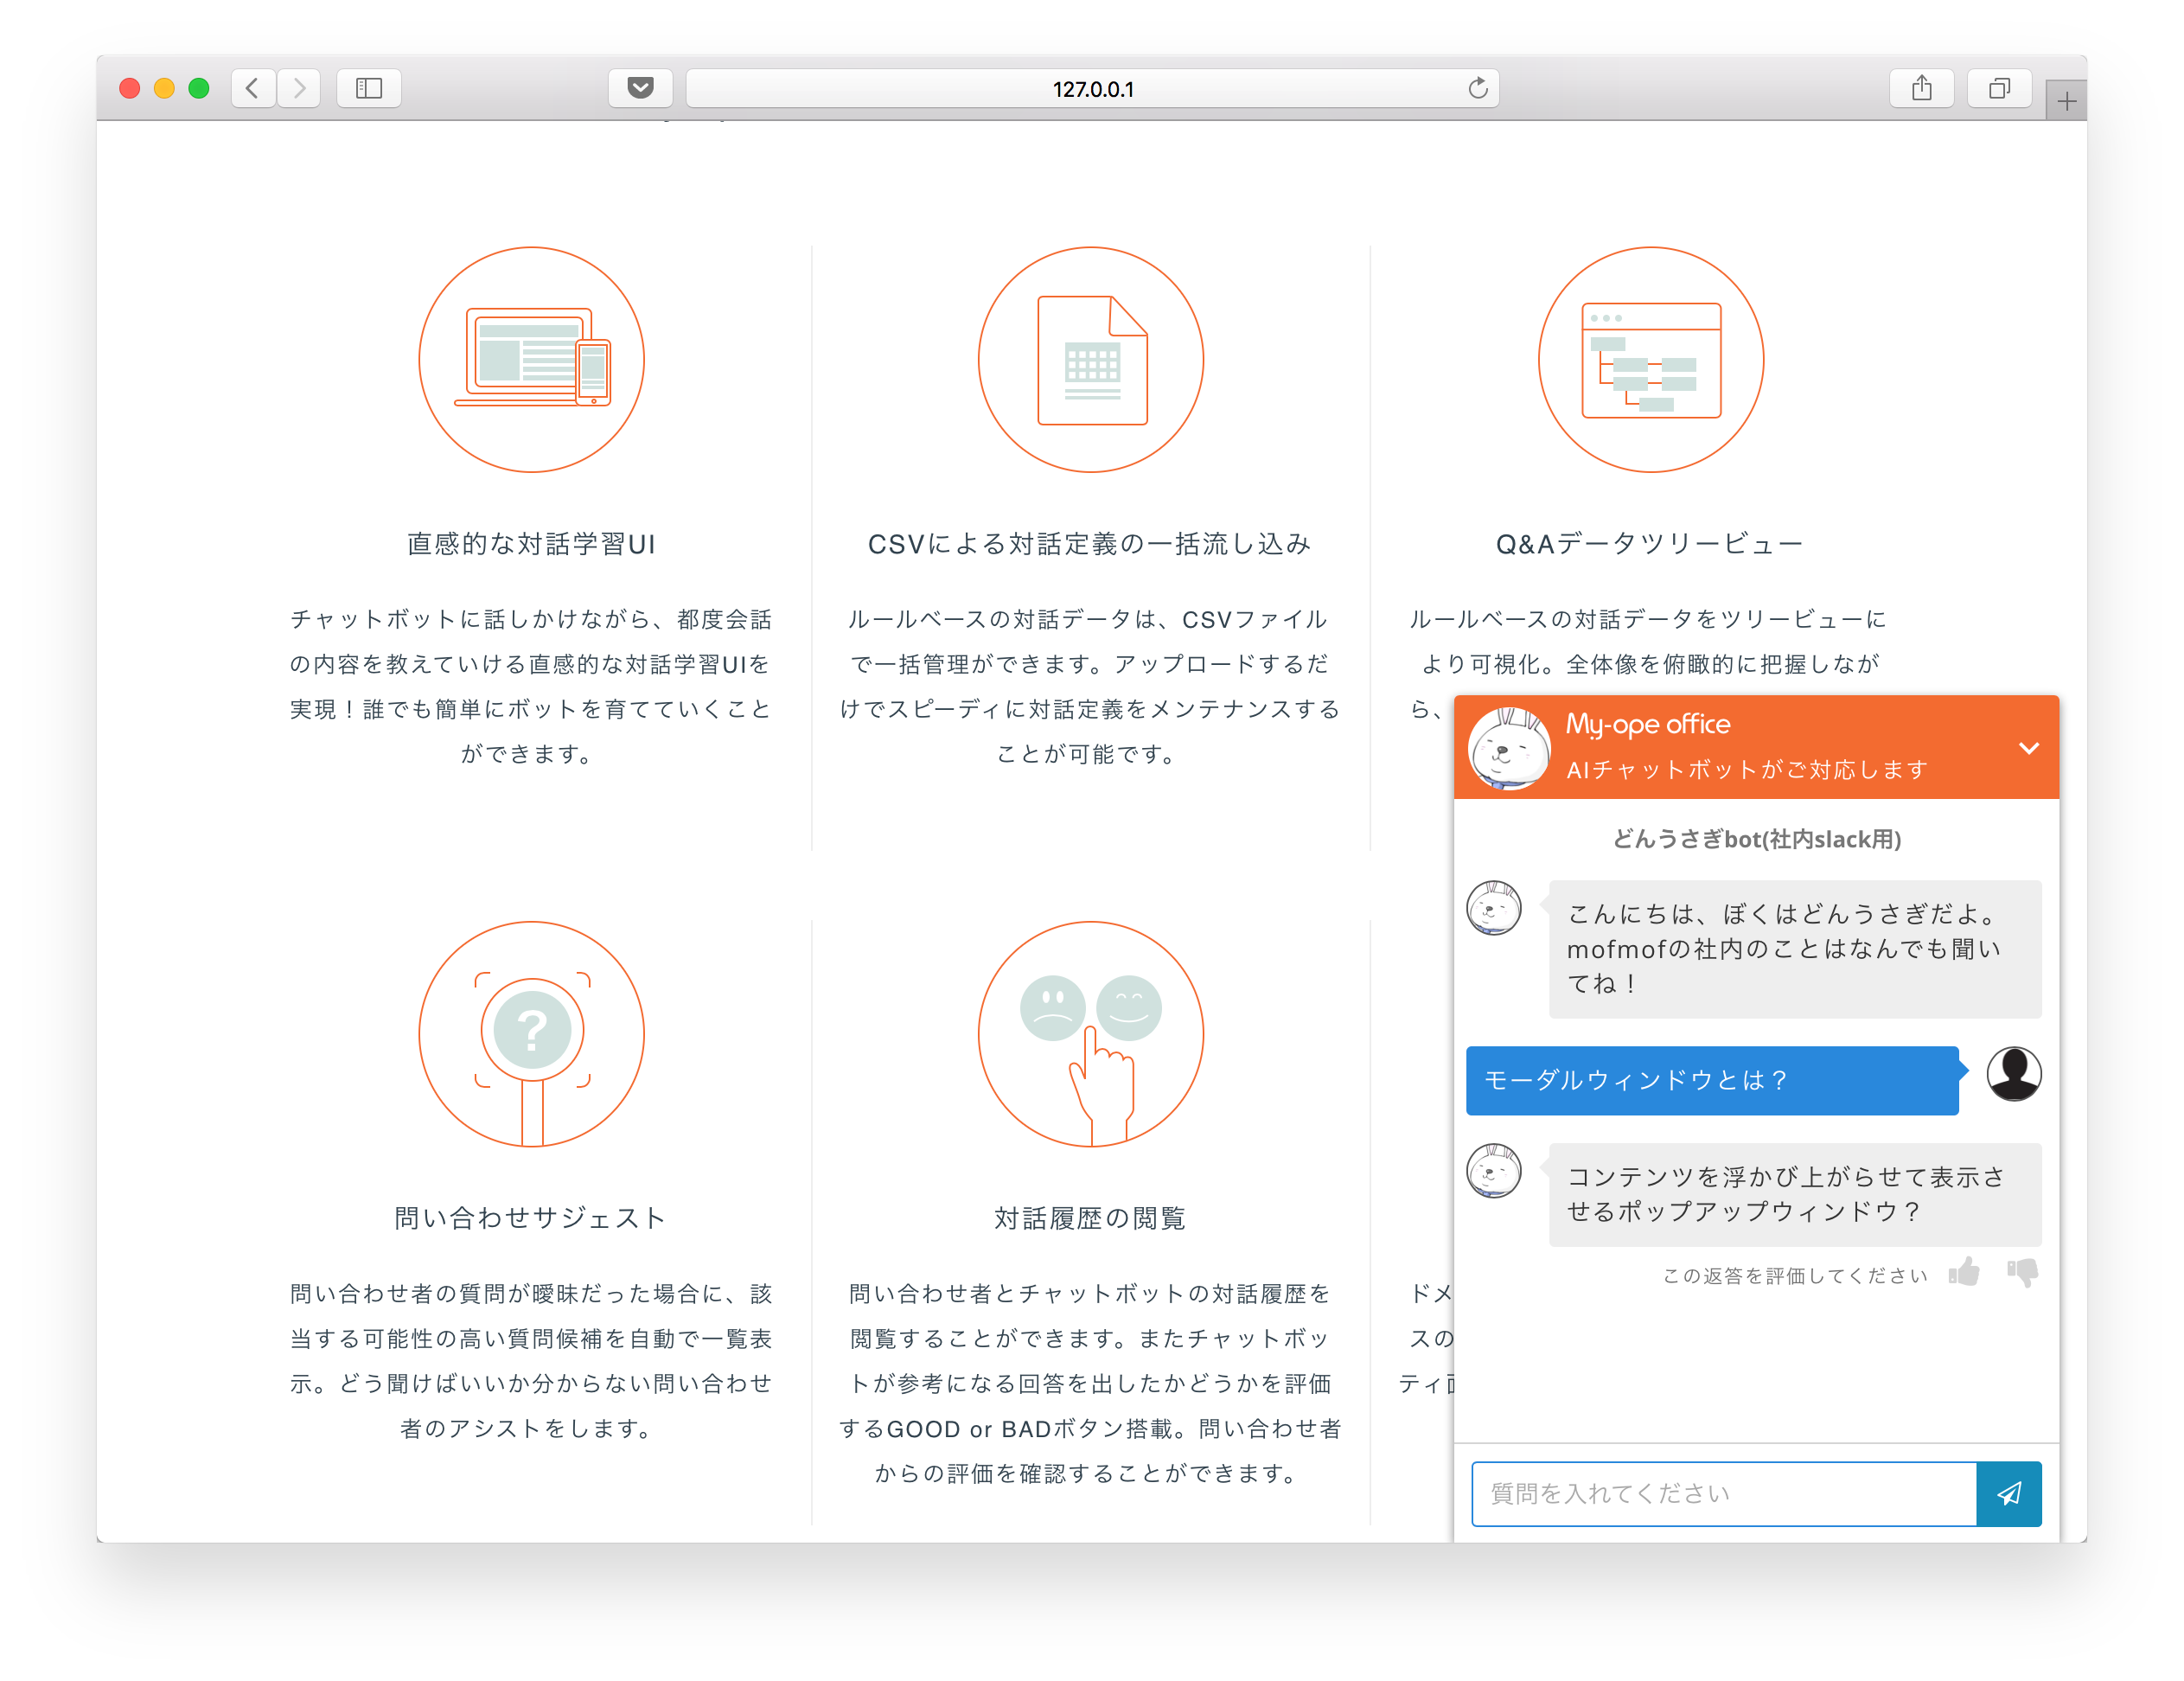 127.0.0.1
直感的な対話学習UI
チャットボットに話しかけながら、都度会話
の内容を教えていける直感的な対話学習UIを
実現！誰でも簡単にボットを育てていくこと
ができます。
CSVによる対話定義の一括流し込み
ルールベースの対話データは、CSVファイル
で一括管理ができます。アップロードするだ
けでスピーディに対話定義をメンテナンスする
ことが可能です。
Q&Aデータツリービュー
ルールベースの対話データをツリービューに
より可視化。全体像を俯瞰的に把握しなが
ら、
?
問い合わせサジェスト
問い合わせ者の質問が曖昧だった場合に、該
当する可能性の高い質問候補を自動で一覧表
示。どう聞けばいいか分からない問い合わせ
者のアシストをします。
対話履歴の閲覧
問い合わせ者とチャットボットの対話履歴を
閲覧することができます。またチャットボッ
トが参考になる回答を出したかどうかを評価
するGOOD or BADボタン搭載。問い合わせ者
からの評価を確認することができます。
ドメ
スの
ティ
My-ope office
AIチャットボットがご対応します
どんうさぎbot(社内slack用)
こんにちは、ぼくはどんうさぎだよ。
mofmofの社内のことはなんでも聞い
てね！
モーダルウィンドウとは？
コンテンツを浮かび上がらせて表示さ
せるポップアップウィンドウ？
この返答を評価してください
質問を入れてください